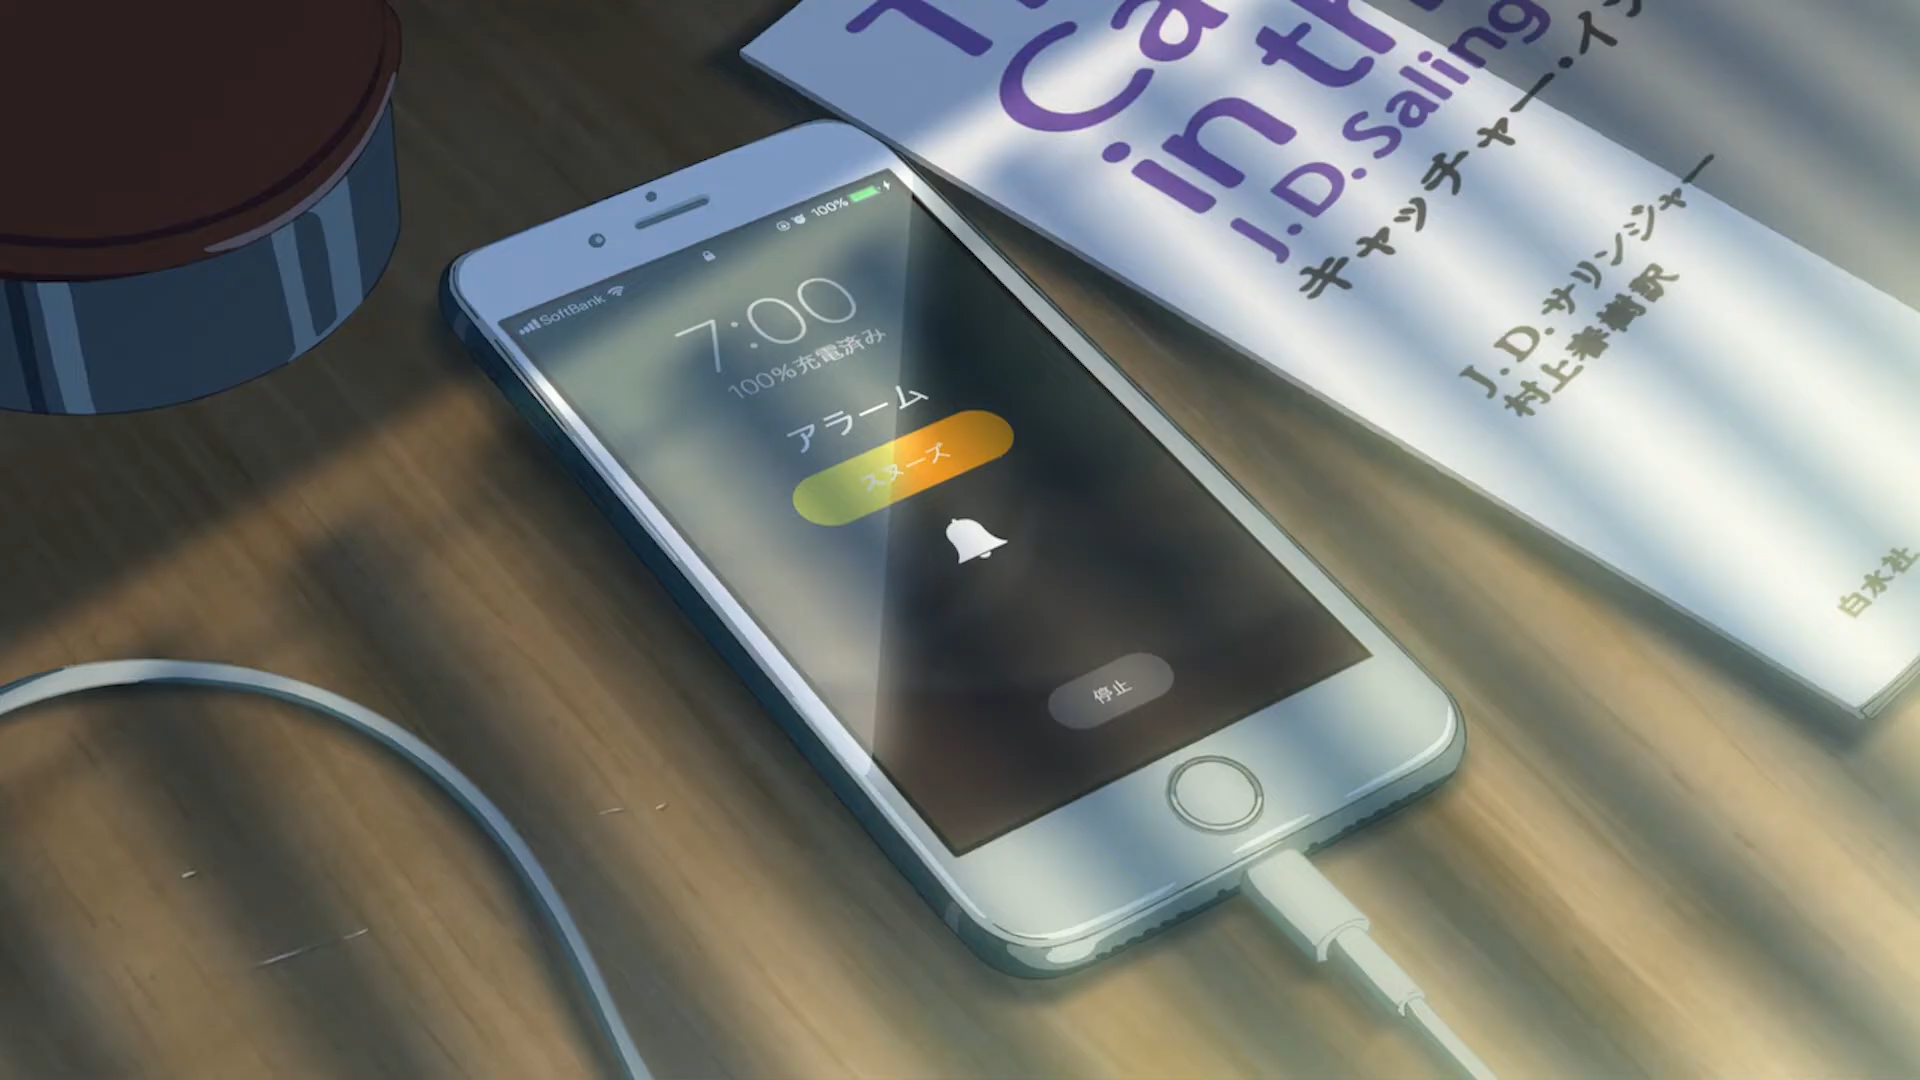 SoftBank
100%
7:00
100%充電済み
アラーム
スヌーズ
停止
Ca
in th
J.D.Saling
キャッチャー・イ
J.D.サリンジャー
村上春樹訳
白水社